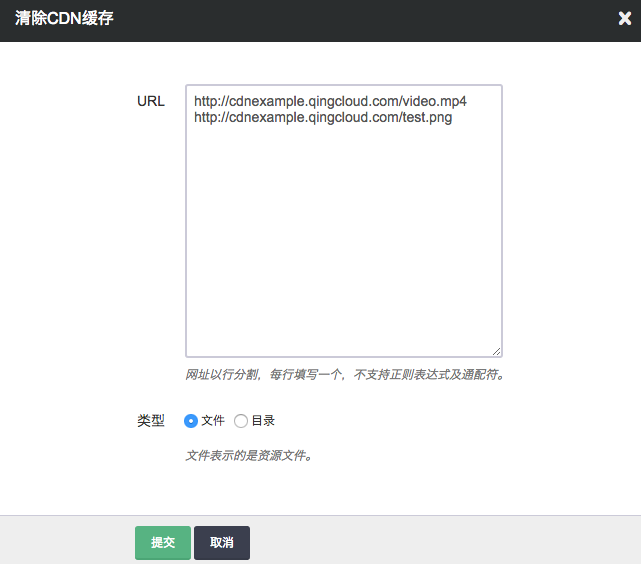 清除CDN缓存
URL
http://cdnexample.qingcloud.com/video.mp4
http://cdnexample.qingcloud.com/test.png
网址以行分割，每行填写一个，不支持正则表达式及通配符。
类型 文件 目录
文件表示的是资源文件。
提交 取消